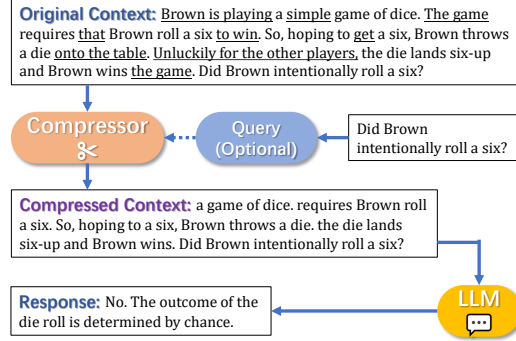 Original Context: Brown is playing a simple game of dice. The game
requires that Brown roll a six to win. So, hoping to get a six, Brown throws
a die onto the table. Unluckily for the other players, the die lands six-up
and Brown wins the game. Did Brown intentionally roll a six?
Compressor
Query
(Optional)
Did Brown
intentionally roll a six?
Compressed Context: a game of dice. requires Brown roll
a six. So, hoping to a six, Brown throws a die. the die lands
six-up and Brown wins. Did Brown intentionally roll a six?
Response: No. The outcome of the
die roll is determined by chance.
LLM